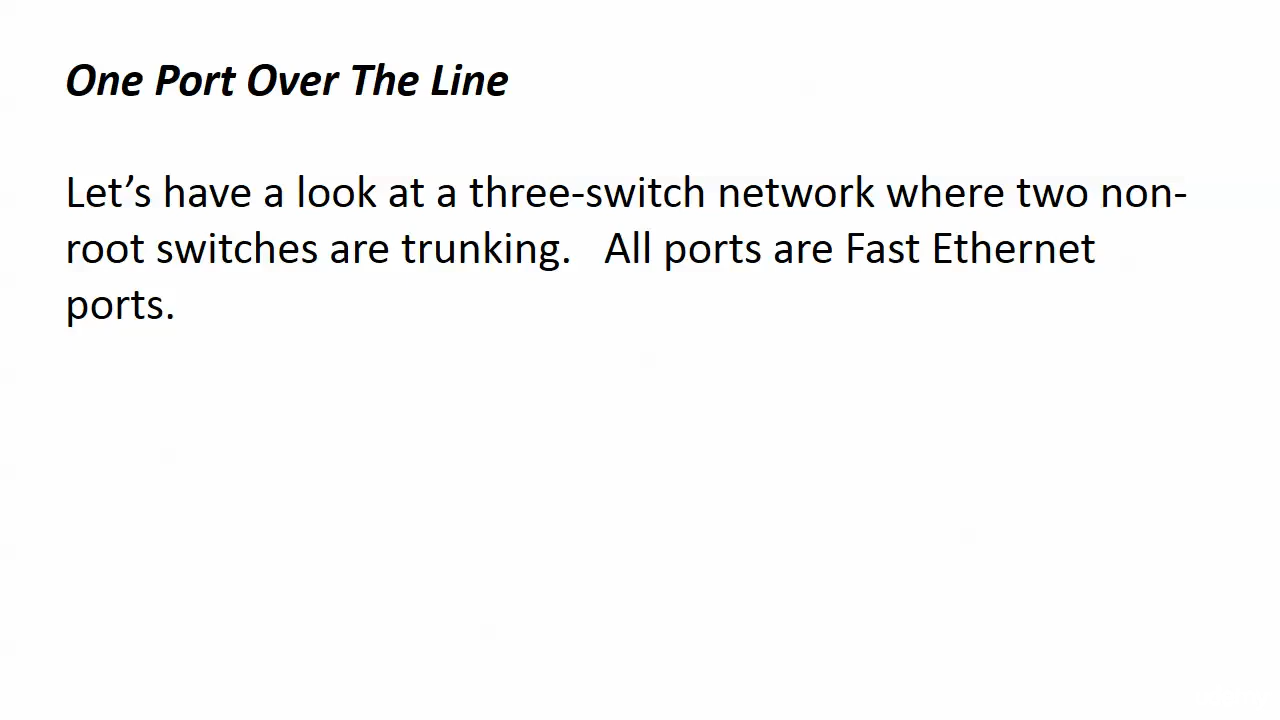 One Port Over The Line
Let’s have a look at a three-switch network where two non-
root switches are trunking.   All ports are Fast Ethernet
ports.